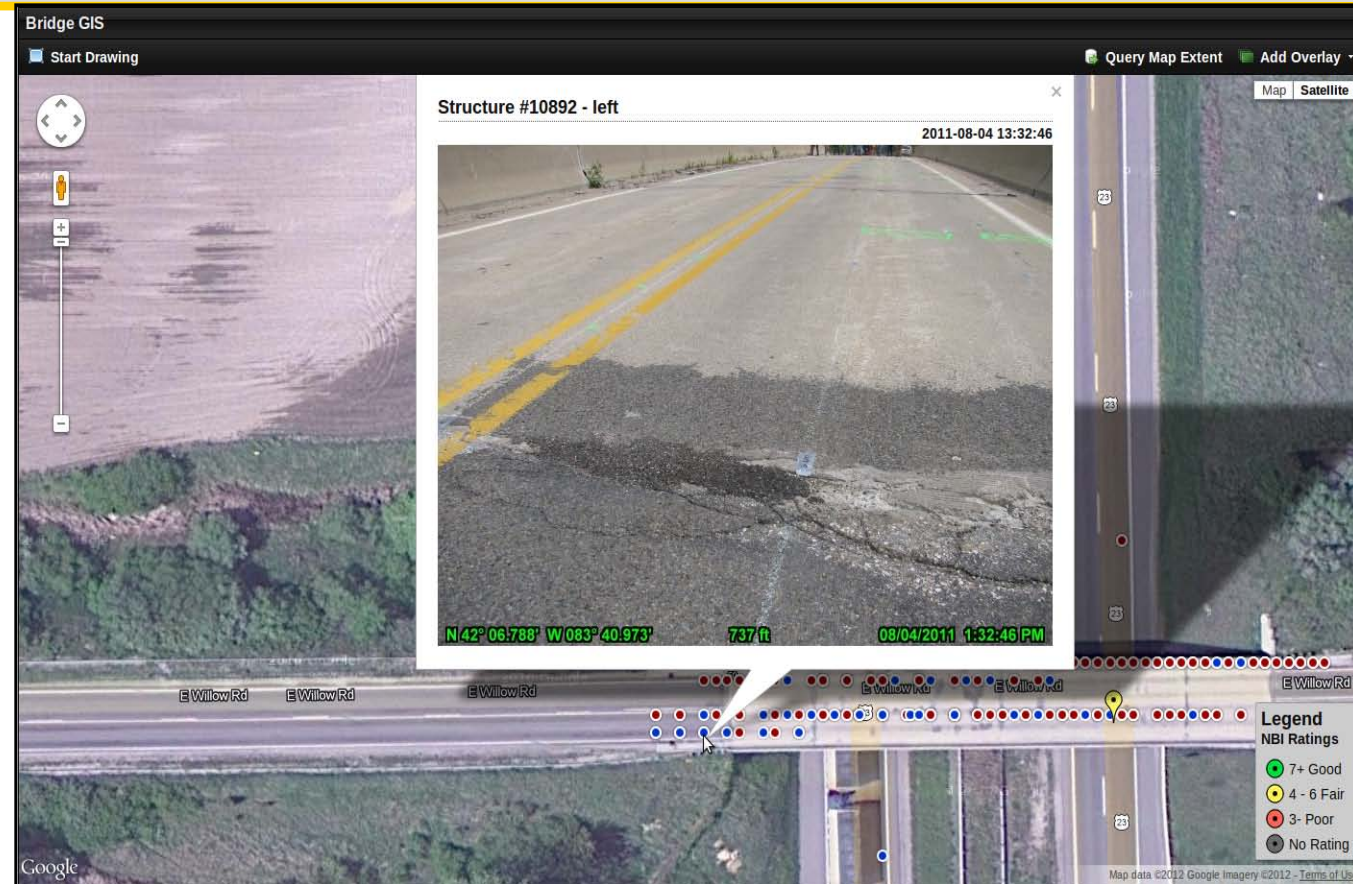 Bridge GIS
Start Drawing
Query Map Extent
Add Overlay
Map
Satellite
Structure #10892 - left
2011-08-04 13:32:46
N 42° 06.788' W 083° 40.973'
737 ft
08/04/2011 1:32:46 PM
23
23
23
E Willow Rd
E Willow Rd
E Willow Rd
E Willow Rd
E Willow Rd
E Willow Rd
23
23
Legend
NBI Ratings
7+ Good
4 - 6 Fair
3- Poor
No Rating
Google
Map data ©2012 Google Imagery ©2012 - Terms of Use